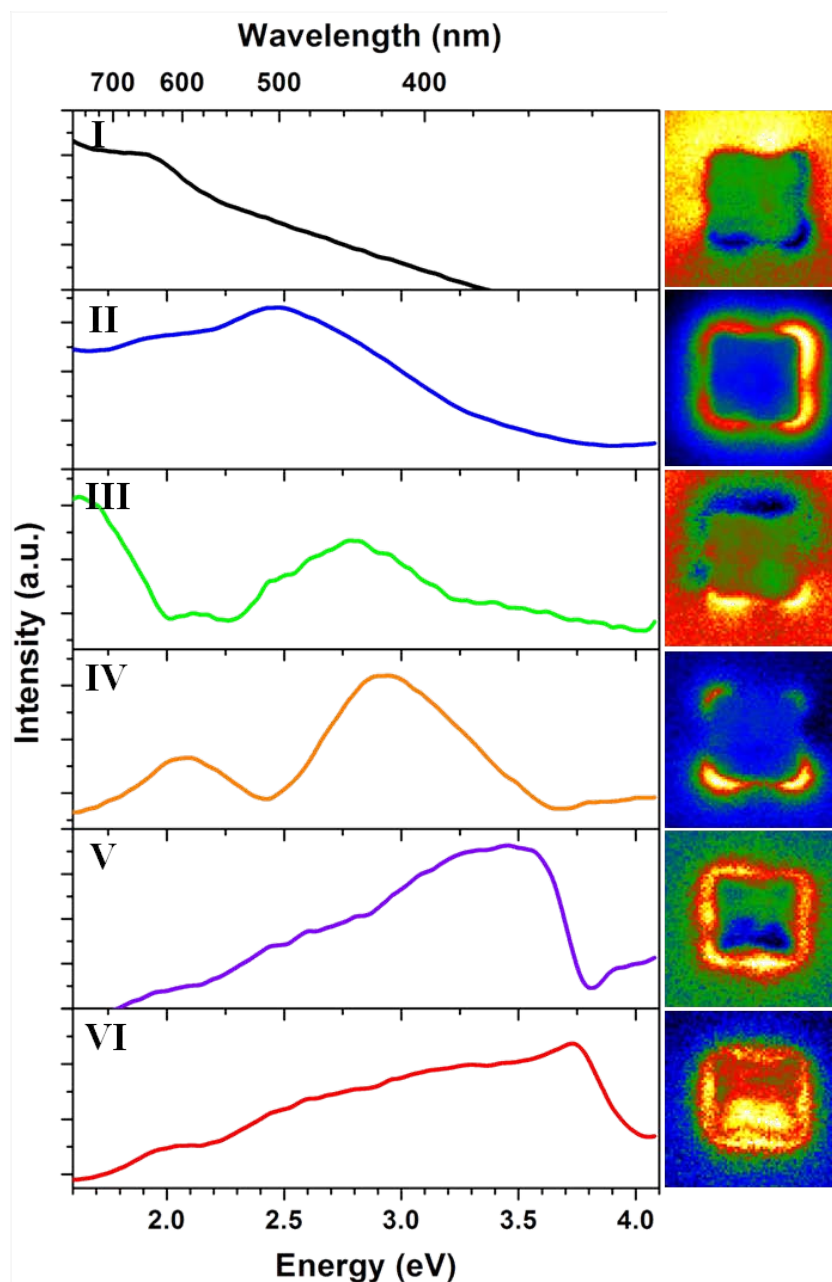 Wavelength (nm)
700 600 500 400
I
II
III
IV
V
VI
Intensity (a.u.)
2.0 2.5 3.0 3.5 4.0
Energy (eV)